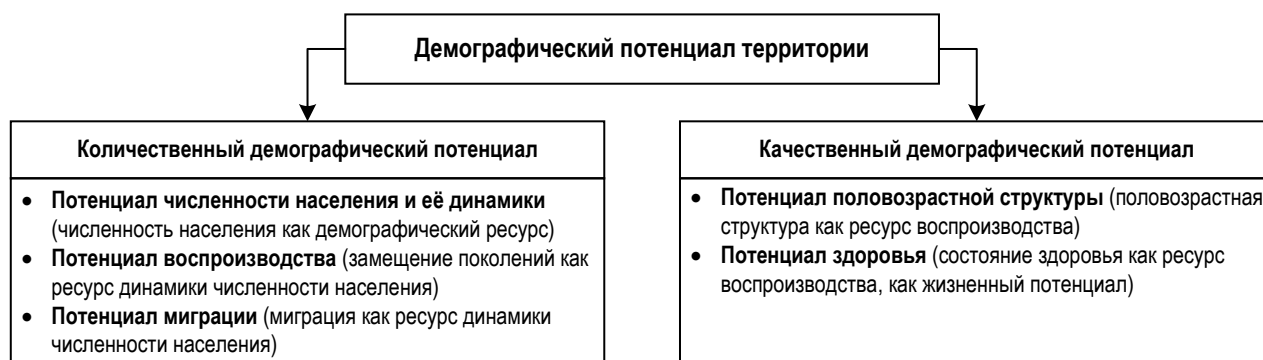 Демографический потенциал территории
Количественный демографический потенциал
• Потенциал численности населения и её динамики
(численность населения как демографический ресурс)
• Потенциал воспроизводства (замещение поколений как
ресурс динамики численности населения)
• Потенциал миграции (миграция как ресурс динамики
численности населения)
Качественный демографический потенциал
• Потенциал половозрастной структуры (половозрастная
структура как ресурс воспроизводства)
• Потенциал здоровья (состояние здоровья как ресурс
воспроизводства, как жизненный потенциал)